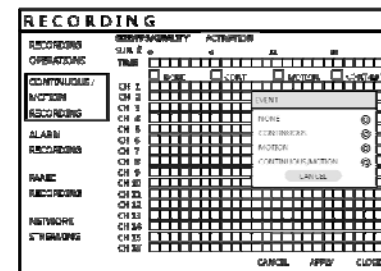 RECORDING
RECORDING
OPERATIONS
CONTINUOUS/
MOTION
RECORDING
ALARM
RECORDING
PANIC
RECORDING
NETWORK
STREAMING
ACTIVATION
TIME
NONE
CONT
MOTION
CH 1
CH 2
CH 3
CH 4
CH 5
CH 6
CH 7
CH 8
CH 9
CH 10
CH 11
CH 12
CH 13
CH 14
CH 15
CH 16
EVENT
NONE
CONTINUOUS
MOTION
CONTINUOUS/MOTION
CANCEL
CANCEL APPLY CLOSE